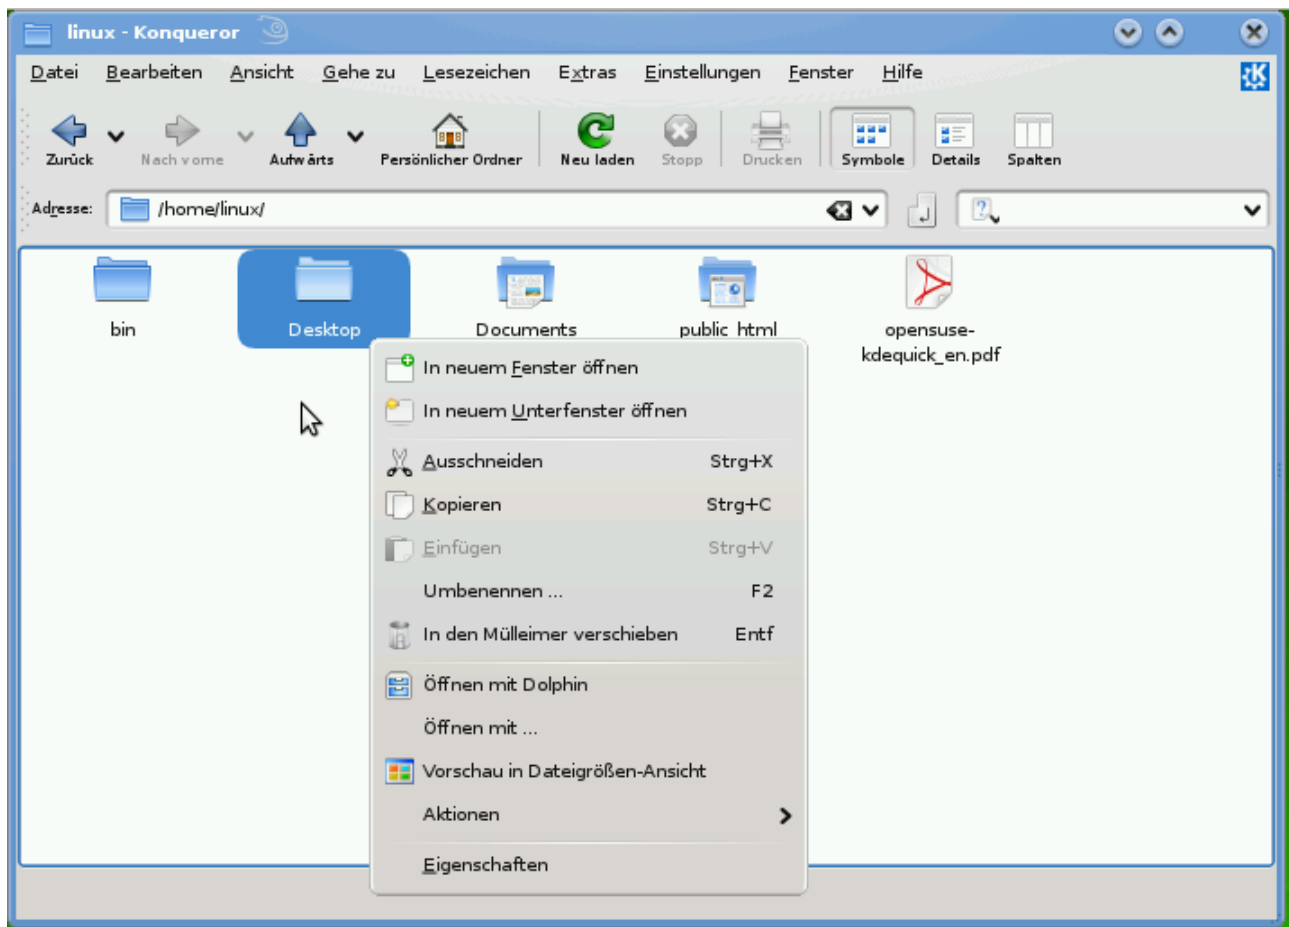 linux - Konqueror
Datei Bearbeiten Ansicht Gehe zu Lesezeichen Extras Einstellungen Fenster Hilfe
Zurück Nach vorne Aufwärts Persönlicher Ordner Neu laden Stopp Drucken Symbole Details Spalten
Adresse: /home/linux/
bin Desktop Documents public_html opensuse-
kdequick_en.pdf
In neuem Fenster öffnen
In neuem Unterfenster öffnen
Ausschneiden Strg+X
Kopieren Strg+C
Einfügen Strg+V
Umbenennen ... F2
In den Mülleimer verschieben Entf
Öffnen mit Dolphin
Öffnen mit ...
Vorschau in Dateigrößen-Ansicht
Aktionen
Eigenschaften